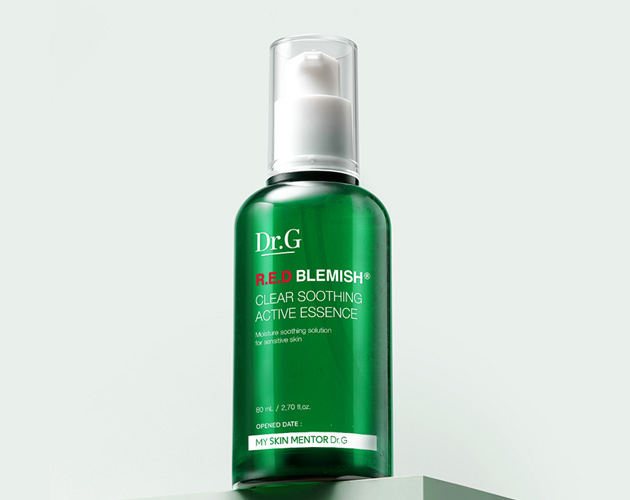 Dr.G
R.E.D BLEMISH®
CLEAR SOOTHING
ACTIVE ESSENCE
Moisture soothing solution
for sensitive skin
80 mL / 2.70 fl.oz.
OPENED DATE :
MY SKIN MENTOR Dr.G